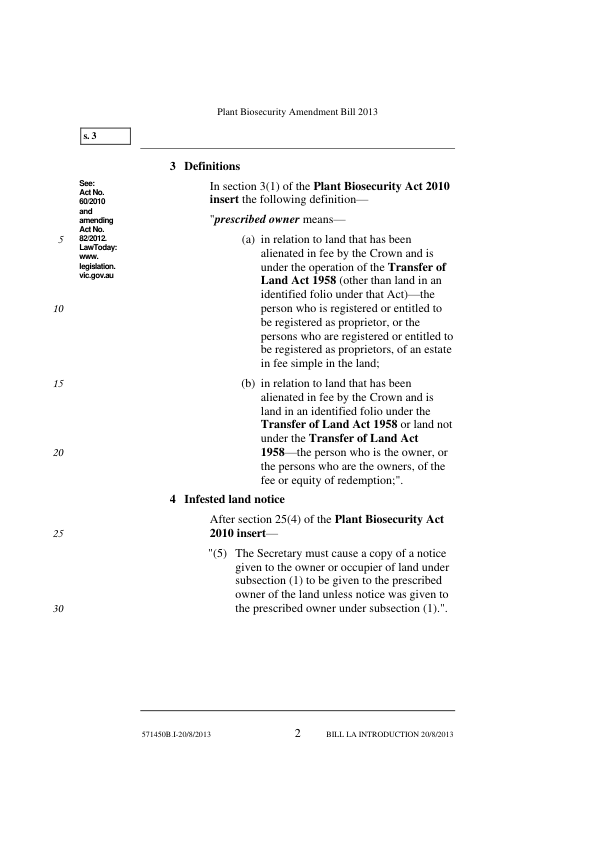 Plant Biosecurity Amendment Bill 2013
s. 3
3 Definitions
See:
Act No.
60/2010
and
amending
Act No.
82/2012.
LawToday:
www.
legislation.
vic.gov.au
In section 3(1) of the Plant Biosecurity Act 2010
insert the following definition—
"prescribed owner means—
5 (a) in relation to land that has been
alienated in fee by the Crown and is
under the operation of the Transfer of
Land Act 1958 (other than land in an
identified folio under that Act)—the
10 person who is registered or entitled to
be registered as proprietor, or the
persons who are registered or entitled to
be registered as proprietors, of an estate
in fee simple in the land;
15 (b) in relation to land that has been
alienated in fee by the Crown and is
land in an identified folio under the
Transfer of Land Act 1958 or land not
under the Transfer of Land Act
20 1958—the person who is the owner, or
the persons who are the owners, of the
fee or equity of redemption;".
4 Infested land notice
After section 25(4) of the Plant Biosecurity Act
25 2010 insert—
"(5) The Secretary must cause a copy of a notice
given to the owner or occupier of land under
subsection (1) to be given to the prescribed
owner of the land unless notice was given to
30 the prescribed owner under subsection (1).".
571450B.I-20/8/2013 2 BILL LA INTRODUCTION 20/8/2013